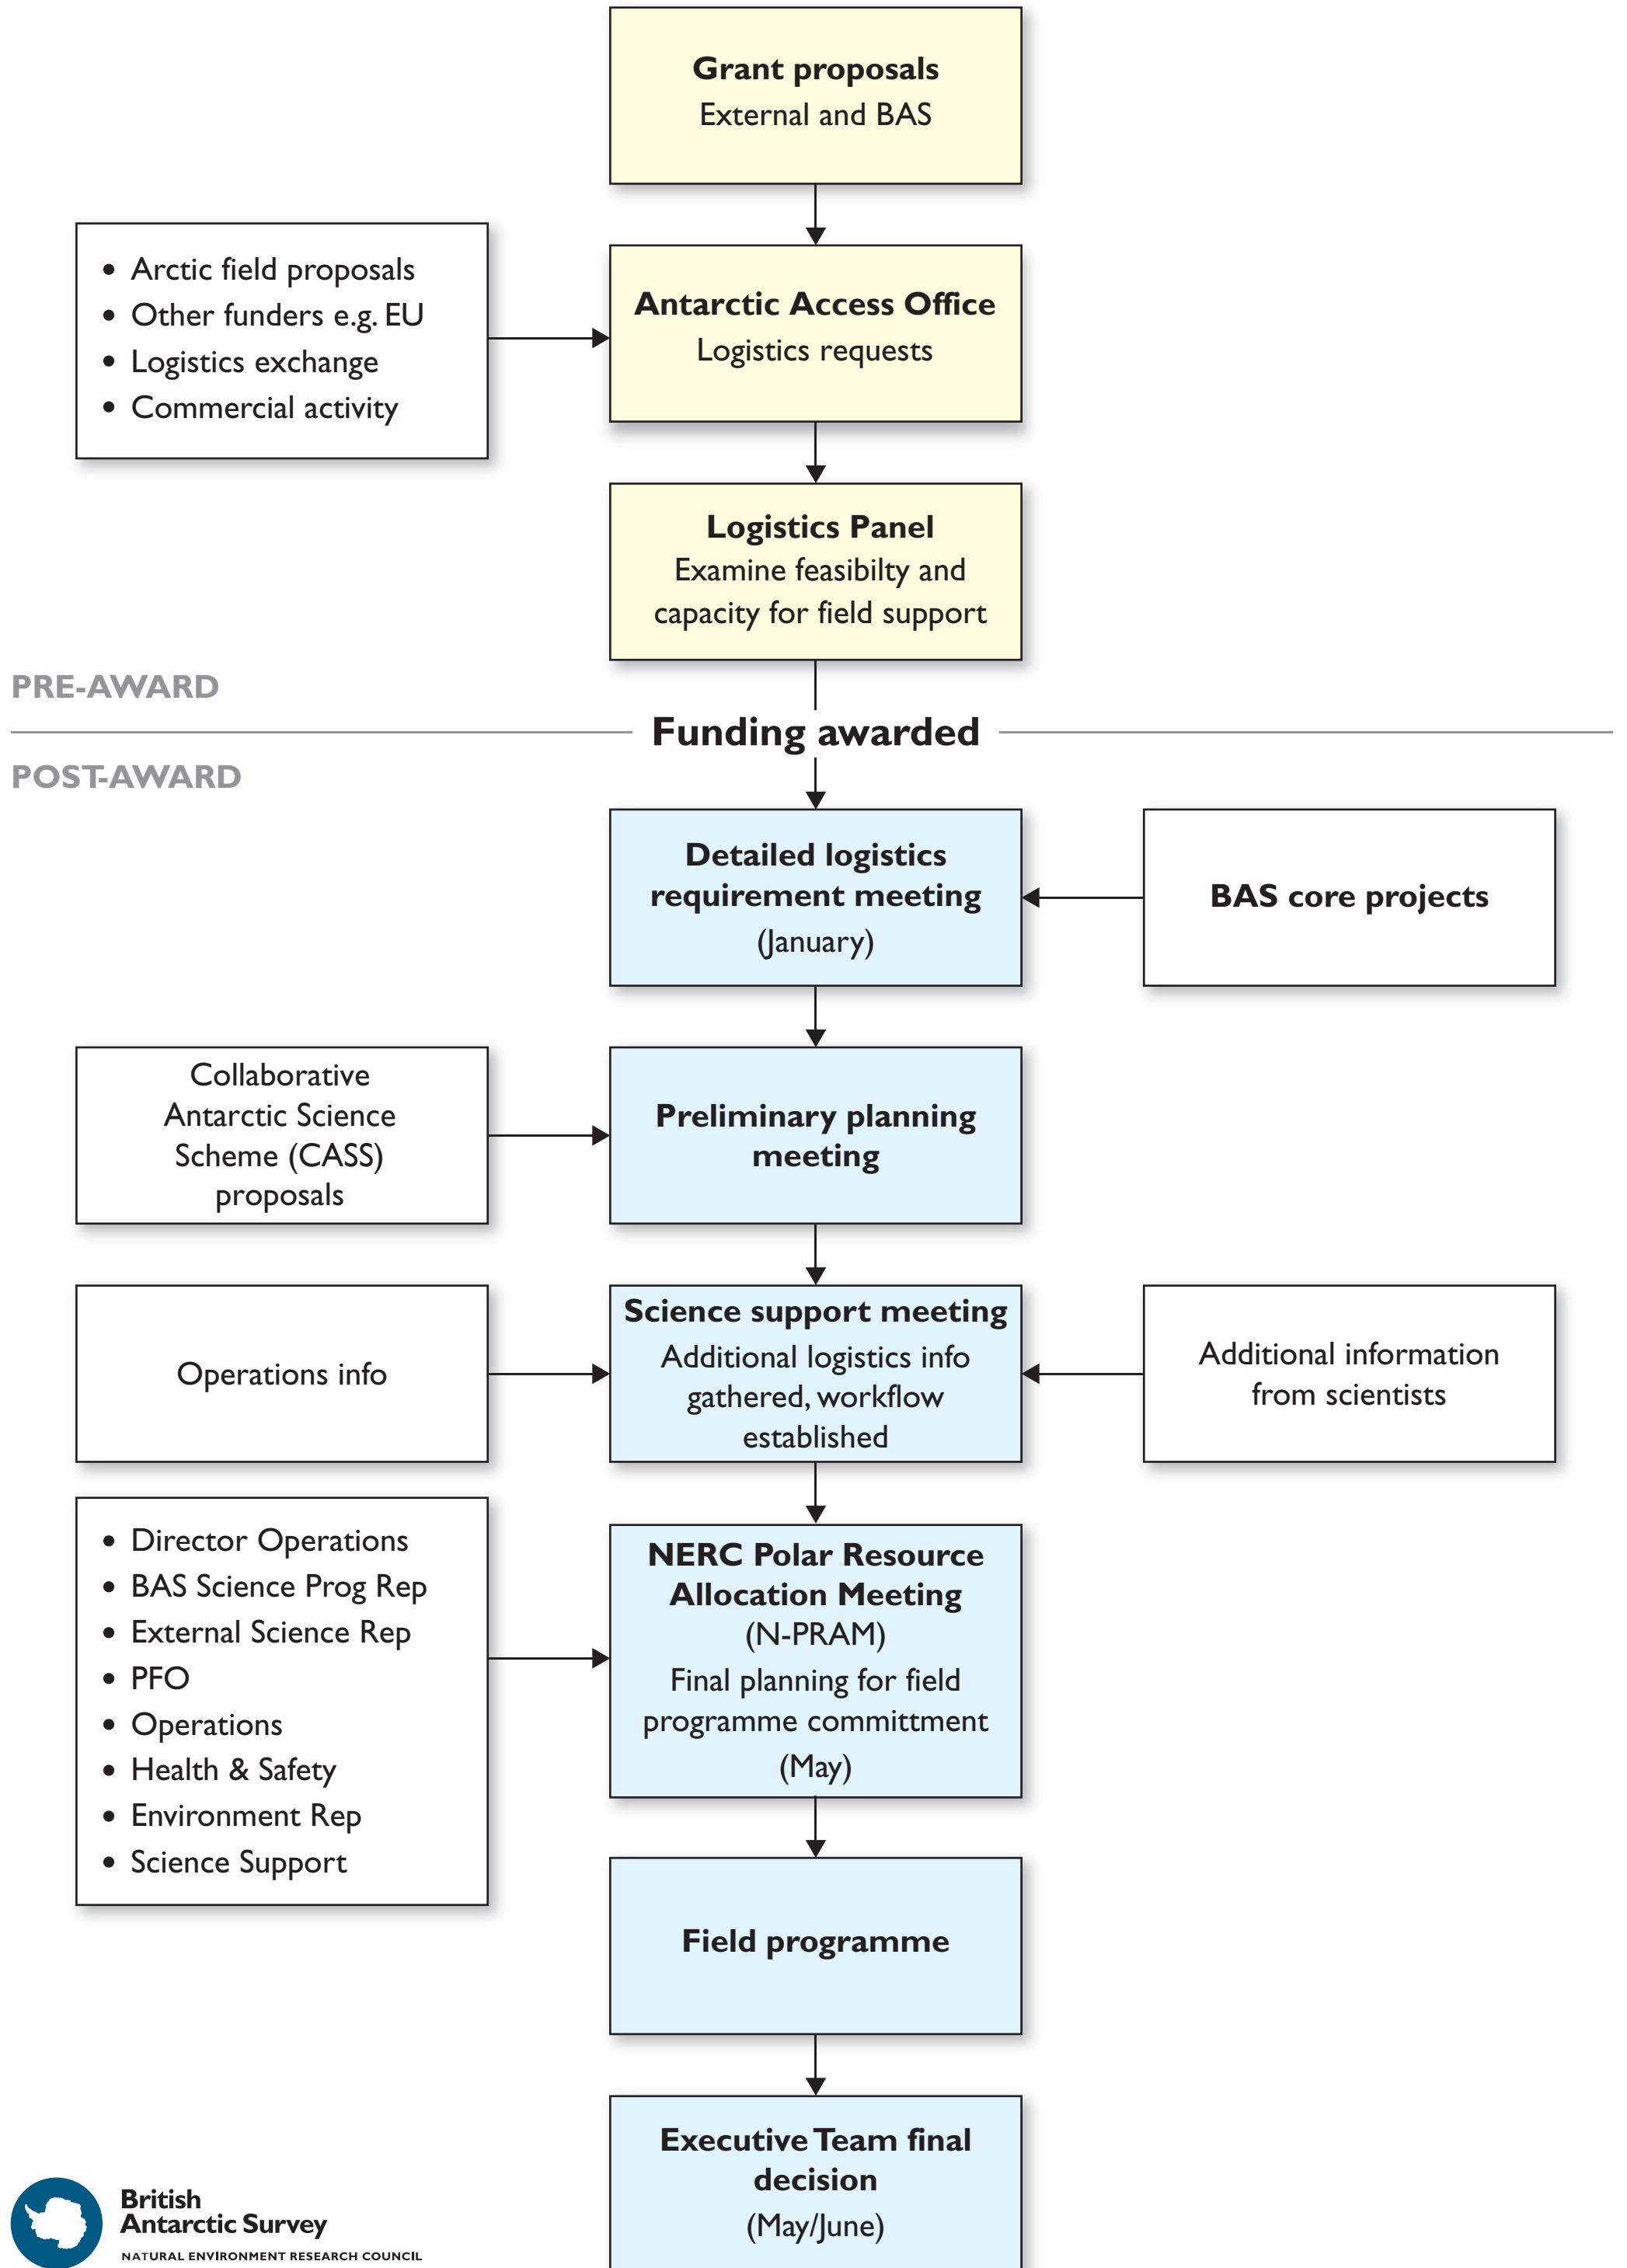 Grant proposals
External and BAS
• Arctic field proposals
• Other funders e.g. EU
• Logistics exchange
• Commercial activity
Antarctic Access Office
Logistics requests
Logistics Panel
Examine feasibilty and
capacity for field support
PRE-AWARD
Funding awarded
POST-AWARD
Detailed logistics
requirement meeting
(January)
BAS core projects
Collaborative
Antarctic Science
Scheme (CASS)
proposals
Preliminary planning
meeting
Operations info
Science support meeting
Additional logistics info
gathered, workflow
established
Additional information
from scientists
• Director Operations
• BAS Science Prog Rep
• External Science Rep
• PFO
• Operations
• Health & Safety
• Environment Rep
• Science Support
NERC Polar Resource
Allocation Meeting
(N-PRAM)
Final planning for field
programme committment
(May)
Field programme
Executive Team final
decision
(May/June)
British
Antarctic Survey
NATURAL ENVIRONMENT RESEARCH COUNCIL